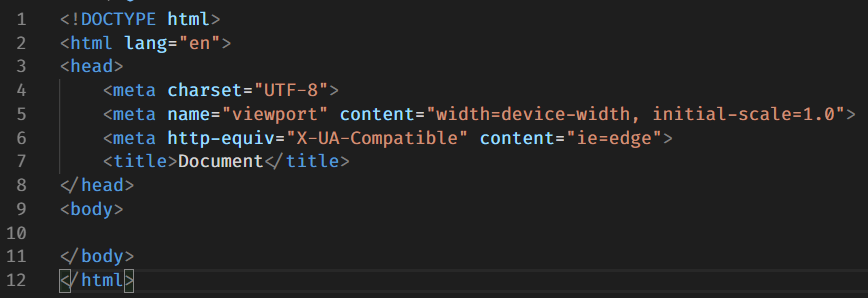 1 <!DOCTYPE html>
2 <html lang="en">
3 <head>
4     <meta charset="UTF-8">
5     <meta name="viewport" content="width=device-width, initial-scale=1.0">
6     <meta http-equiv="X-UA-Compatible" content="ie=edge">
7     <title>Document</title>
8 </head>
9 <body>
10
11 </body>
12 </html>